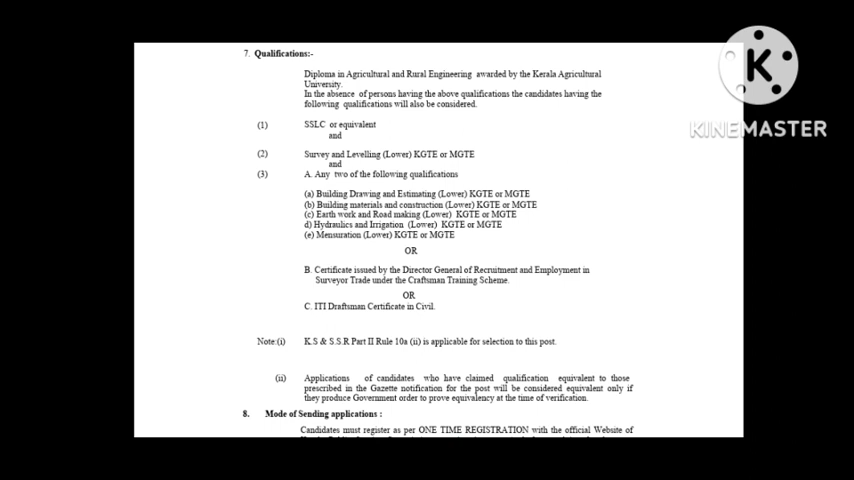 7. Qualifications:-
Diploma in Agricultural and Rural Engineering awarded by the Kerala Agricultural
University.
In the absence of persons having the above qualifications the candidates having the
following qualifications will also be considered.
(1) SSLC or equivalent
and
(2) Survey and Levelling (Lower) KGTE or MGTE
and
(3) A. Any two of the following qualifications
(a) Building Drawing and Estimating (Lower) KGTE or MGTE
(b) Building materials and construction (Lower) KGTE or MGTE
(c) Earth work and Road making (Lower) KGTE or MGTE
d) Hydraulics and Irrigation (Lower) KGTE or MGTE
(e) Mensuration (Lower) KGTE or MGTE
OR
B. Certificate issued by the Director General of Recruitment and Employment in
Surveyor Trade under the Craftsman Training Scheme.
OR
C. ITI Draftsman Certificate in Civil.
Note:(i) K.S & S.S.R Part II Rule 10a (ii) is applicable for selection to this post.
(ii) Applications of candidates who have claimed qualification equivalent to those
prescribed in the Gazette notification for the post will be considered equivalent only if
they produce Government order to prove equivalency at the time of verification.
8. Mode of Sending applications :
Candidates must register as per ONE TIME REGISTRATION with the official Website of
K
KINEMASTER